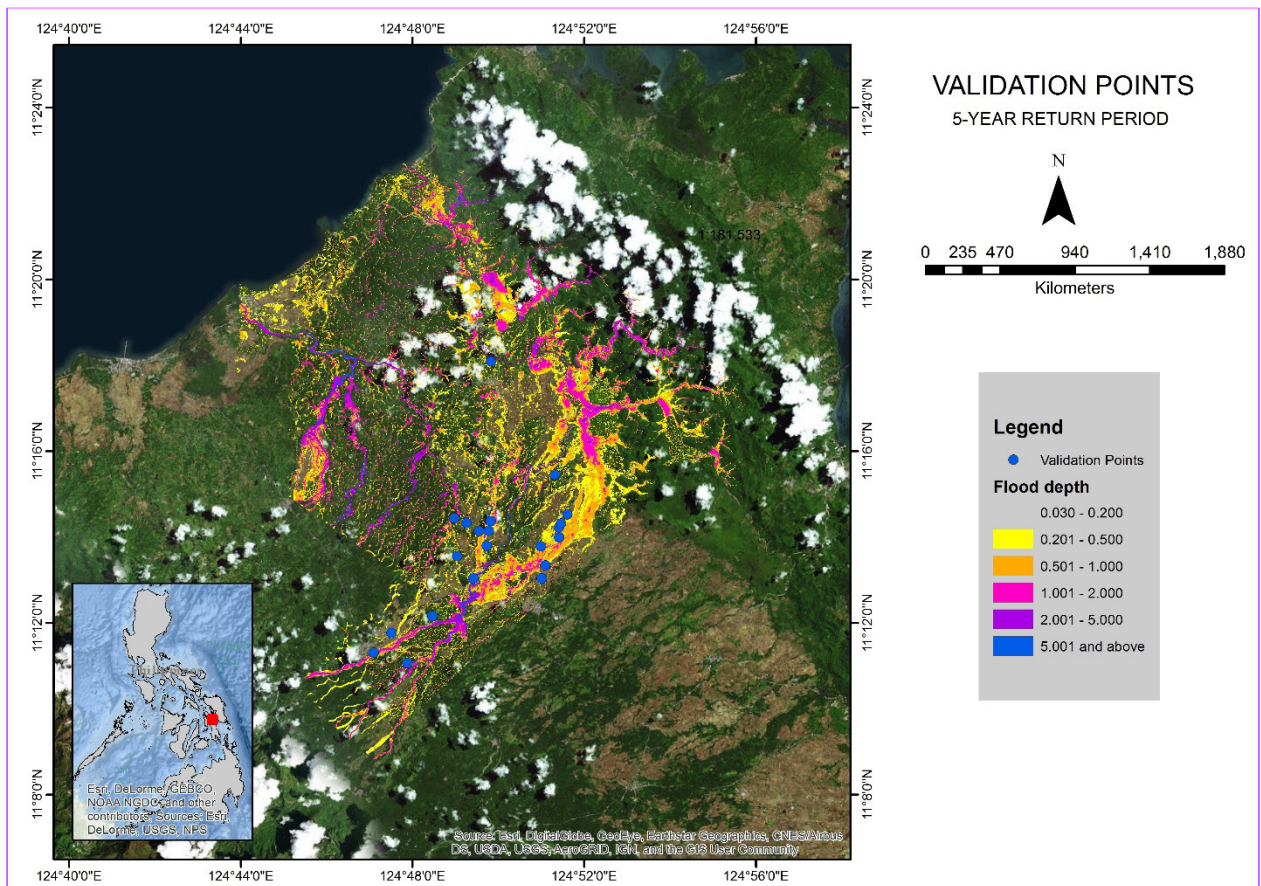 124°40'0"E 124°44'0"E 124°48'0"E 124°52'0"E 124°56'0"E
11°24'0"N
11°20'0"N
11°16'0"N
11°12'0"N
11°8'0"N
1:181,533
11°24'0"N
11°20'0"N
11°16'0"N
11°12'0"N
11°8'0"N
Esri, DeLorme, GEBCO,
NOAA NGDC, and other
contributors, Sources: Esri,
DeLorme, USGS, NPS
Source: Esri, DigitalGlobe, GeoEye, Earthstar Geographics, CNES/Airbus
DS, USDA, USGS, AeroGRID, IGN, and the GIS User Community
124°40'0"E 124°44'0"E 124°48'0"E 124°52'0"E 124°56'0"E
VALIDATION POINTS
5-YEAR RETURN PERIOD
N
0 235 470 940 1,410 1,880
Kilometers
Legend
Validation Points
Flood depth
0.030 - 0.200
0.201 - 0.500
0.501 - 1.000
1.001 - 2.000
2.001 - 5.000
5.001 and above